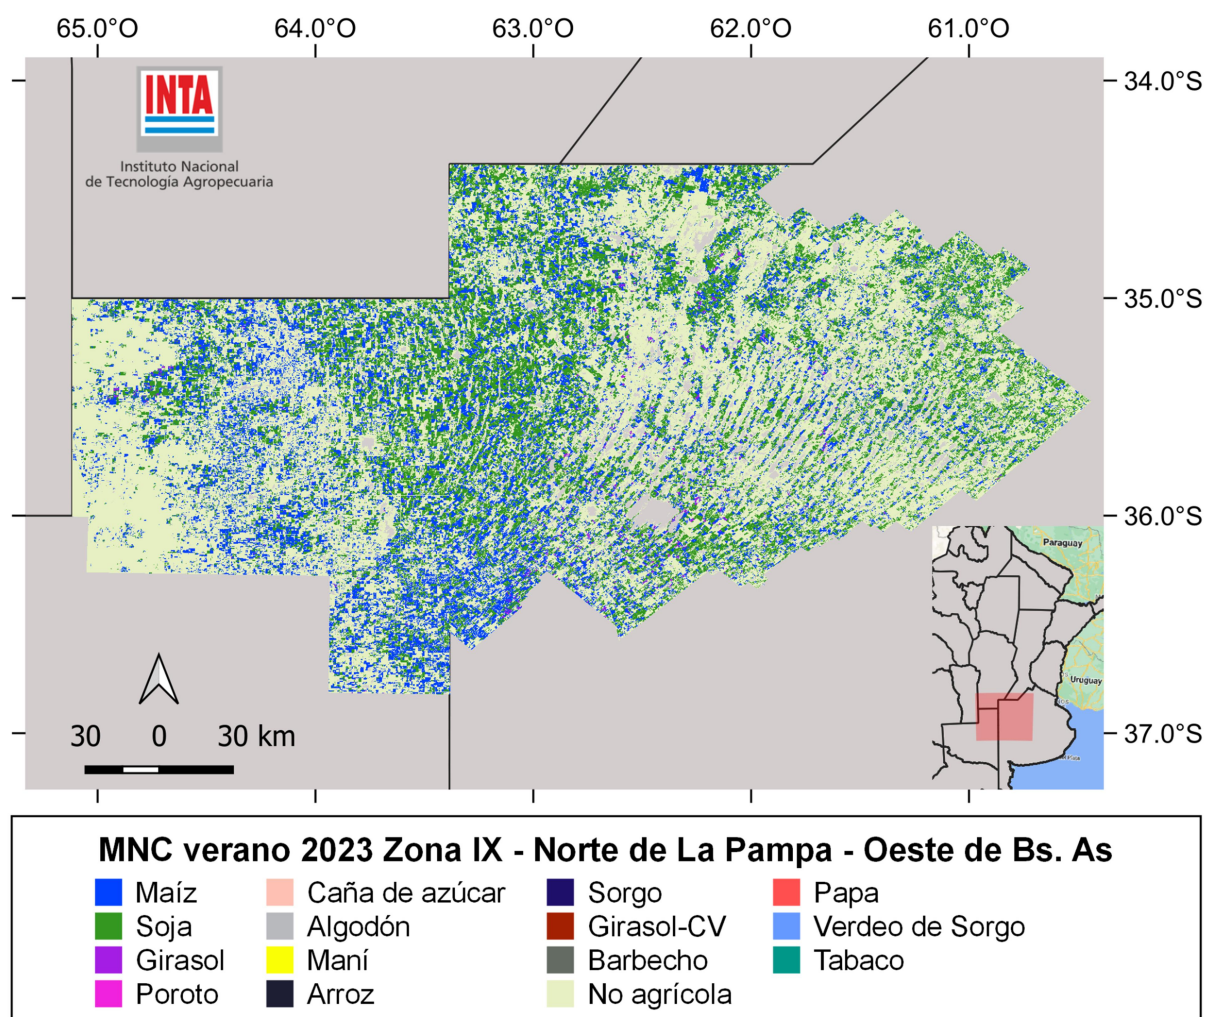 65.0°O 64.0°O 63.0°O 62.0°O 61.0°O
34.0°S
INTA
Instituto Nacional
de Tecnología Agropecuaria
35.0°S
36.0°S
Paraguay
Uruguay
37.0°S
30 0 30 km
MNC verano 2023 Zona IX - Norte de La Pampa - Oeste de Bs. As
Maíz Caña de azúcar Sorgo Papa
Soja Algodón Girasol-CV Verdeo de Sorgo
Girasol Maní Barbecho Tabaco
Poroto Arroz No agrícola